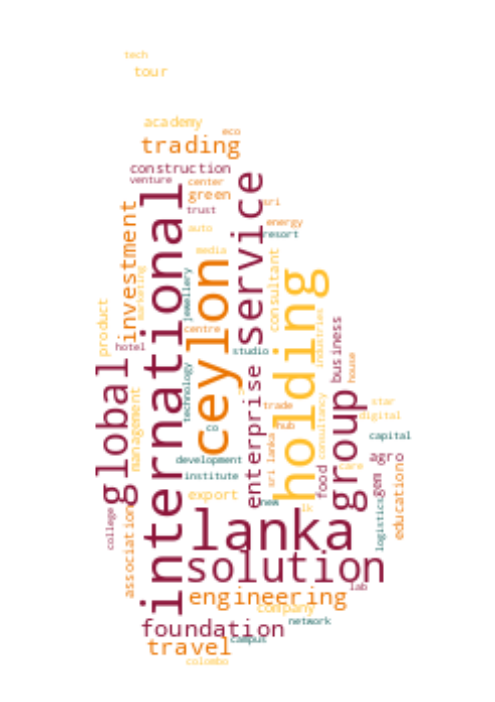 tech
tour
academy
eco
trading
construction
venture
center
green
sri
trust
service
international
investment
auto
energy
resort
media
consultant
marketing
jewellery
ceylon
holding
product
centre
industries
business
hotel
studio
house
global
technology
enterprise
management
group
consultancy
star
trade
digital
co
hub
capital
sri lanka
development
agro
care
food
institute
gem
educationo
export
new
lk
lanka
logistics
college
association
solution
lab
engineering
company
network
foundation
campus
travel
colombo